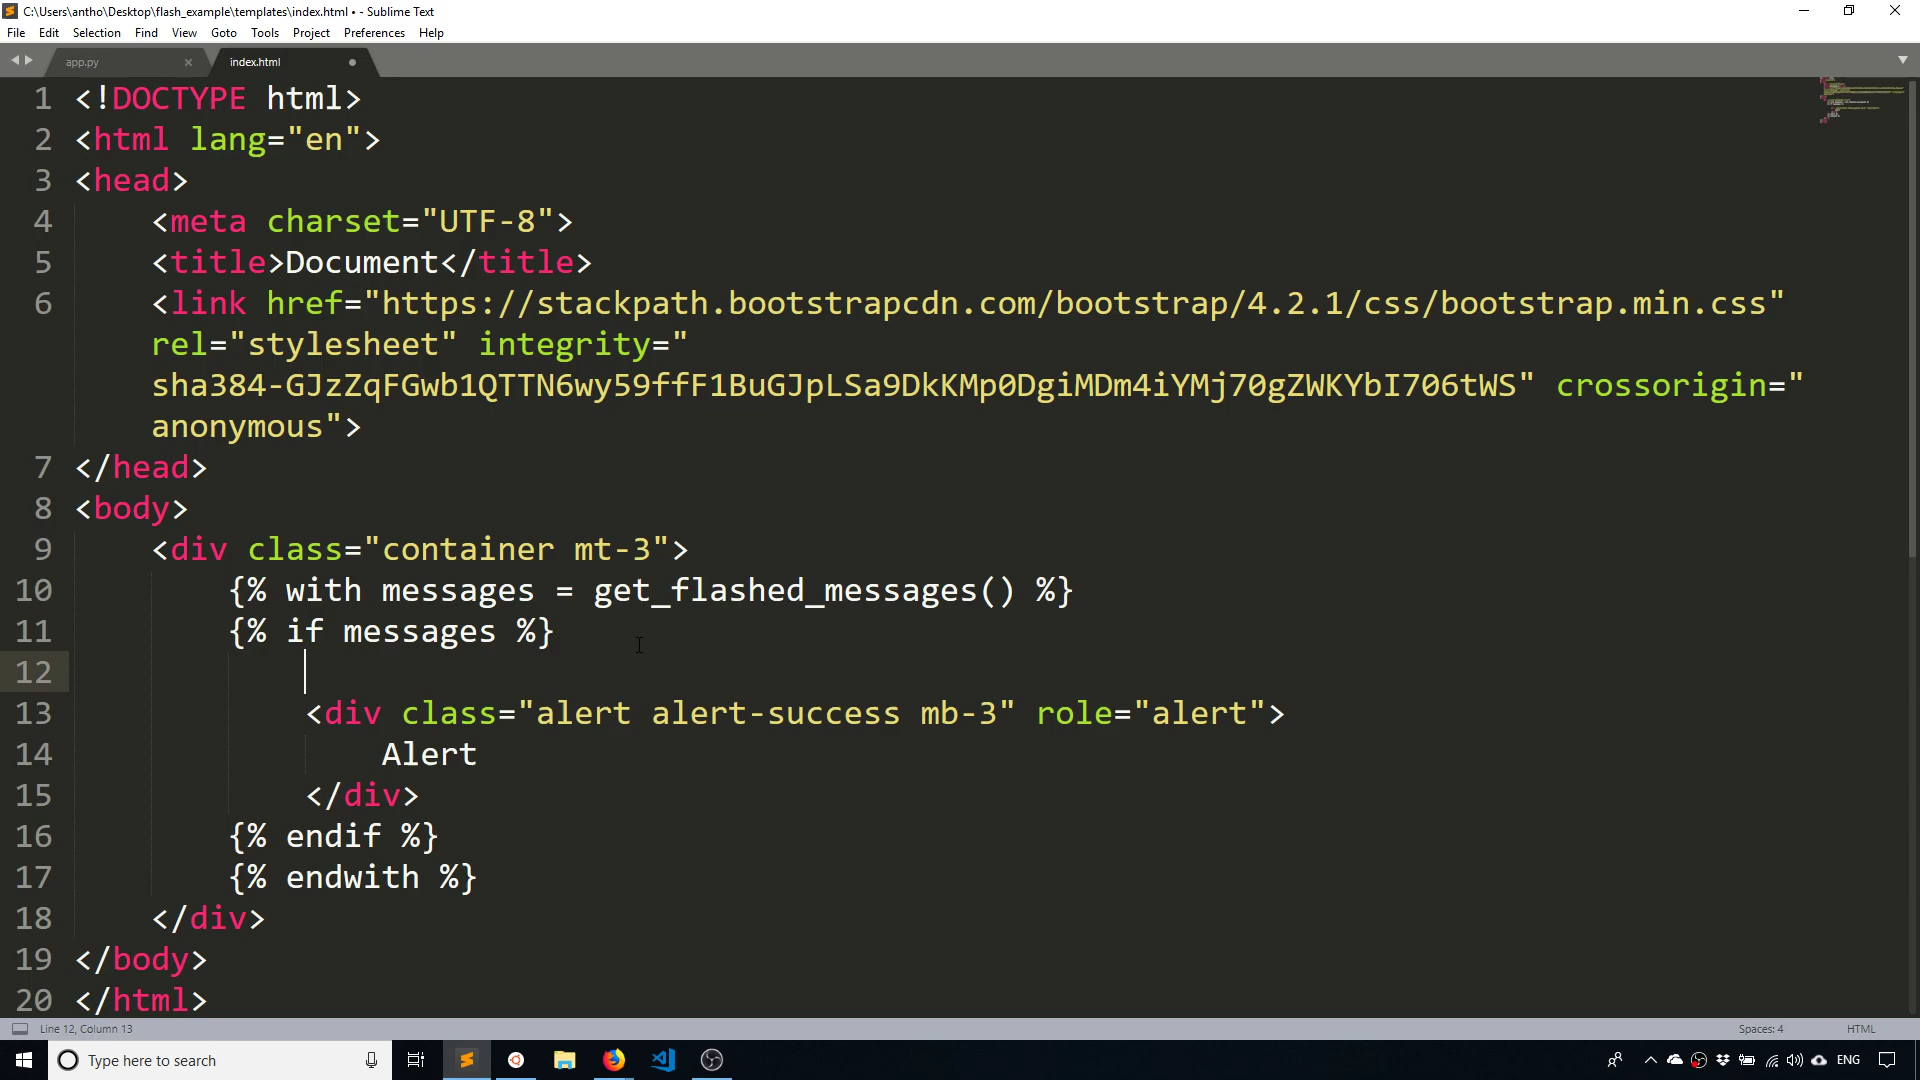 C:\Users\antho\Desktop\flash_example\templates\index.html • - Sublime Text
File Edit Selection Find View Goto Tools Project Preferences Help
app.py index.html
1 <!DOCTYPE html>
2 <html lang="en">
3 <head>
4 <meta charset="UTF-8">
5 <title>Document</title>
6 <link href="https://stackpath.bootstrapcdn.com/bootstrap/4.2.1/css/bootstrap.min.css"
rel="stylesheet" integrity="
sha384-GJzZqFGwb1QTTN6wy59ffF1BuGJpLSa9DkKMp0DgiMDm4iYMj70gZWKYbI706tWS" crossorigin="
anonymous">
7 </head>
8 <body>
9 <div class="container mt-3">
10 {% with messages = get_flashed_messages() %}
11 {% if messages %}
12
13 <div class="alert alert-success mb-3" role="alert">
14 Alert
15 </div>
16 {% endif %}
17 {% endwith %}
18 </div>
19 </body>
20 </html>
Line 12, Column 13 Spaces: 4 HTML
Type here to search ENG